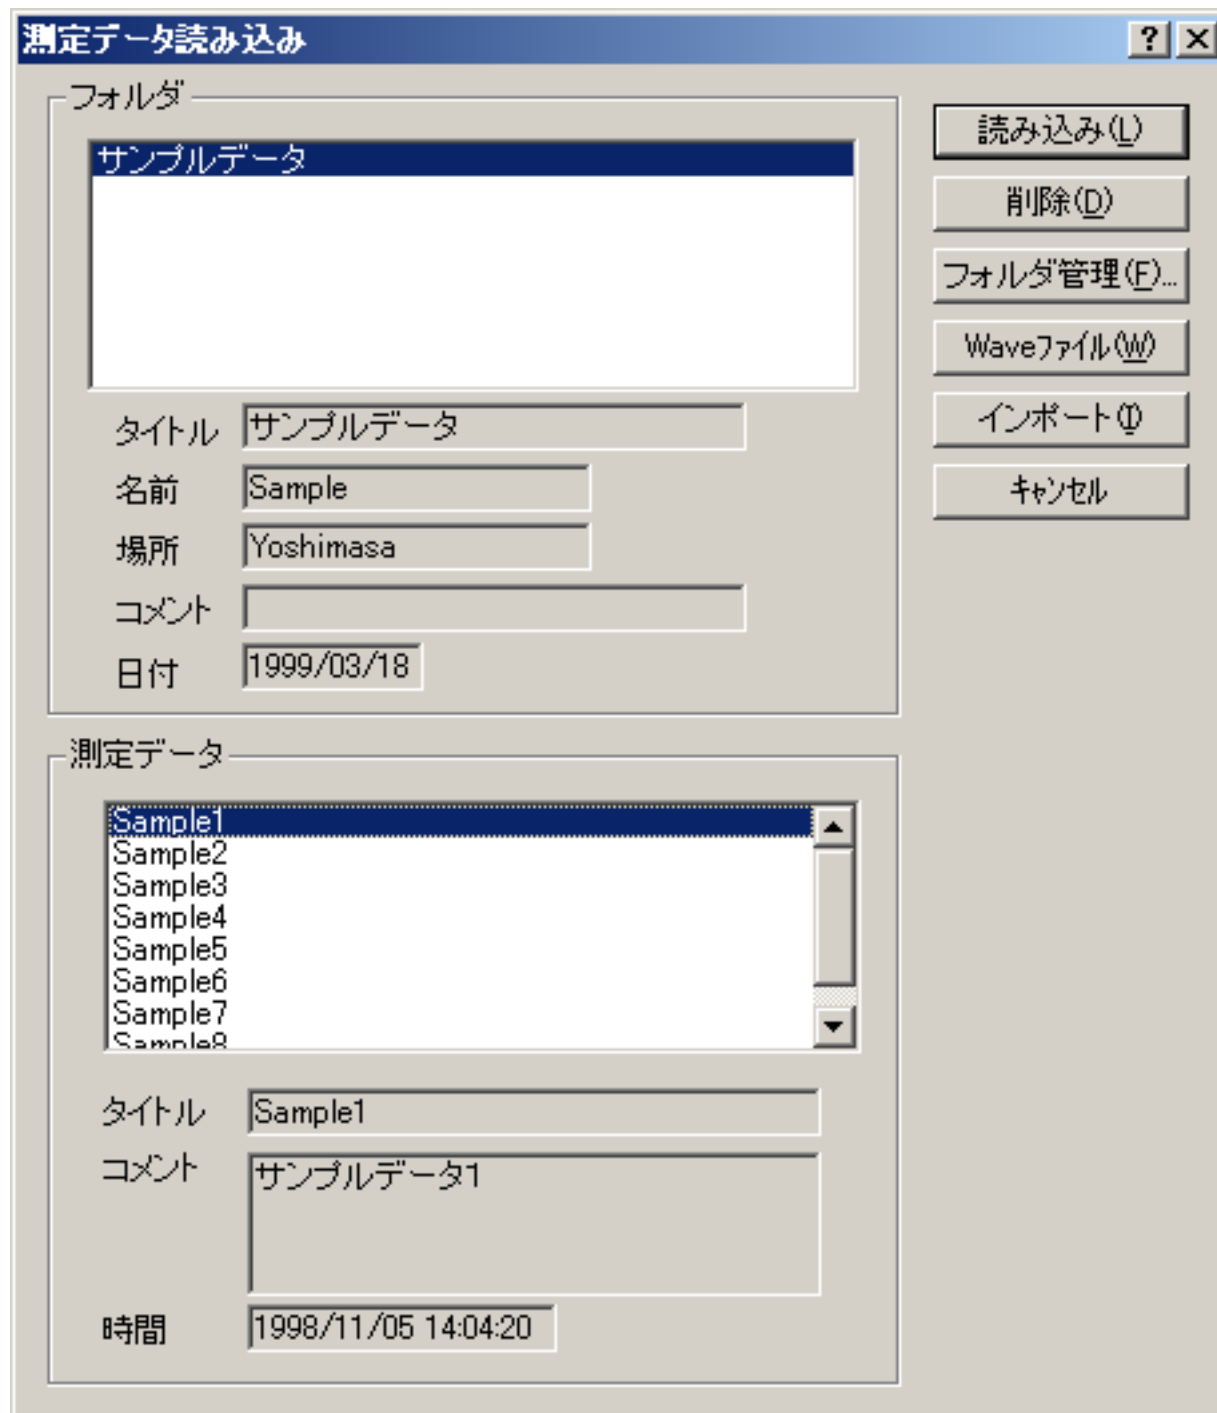 測定データ読み込み
フォルダ
サンプルデータ
タイトル サンプルデータ
名前 Sample
場所 Yoshimasa
コメント
日付 1999/03/18
測定データ
Sample1
Sample2
Sample3
Sample4
Sample5
Sample6
Sample7
Sample8
タイトル Sample1
コメント サンプルデータ1
時間 1998/11/05 14:04:20
読み込み(L)
削除(D)
フォルダ管理(F)...
Waveファイル(W)
インポート(I)
キャンセル